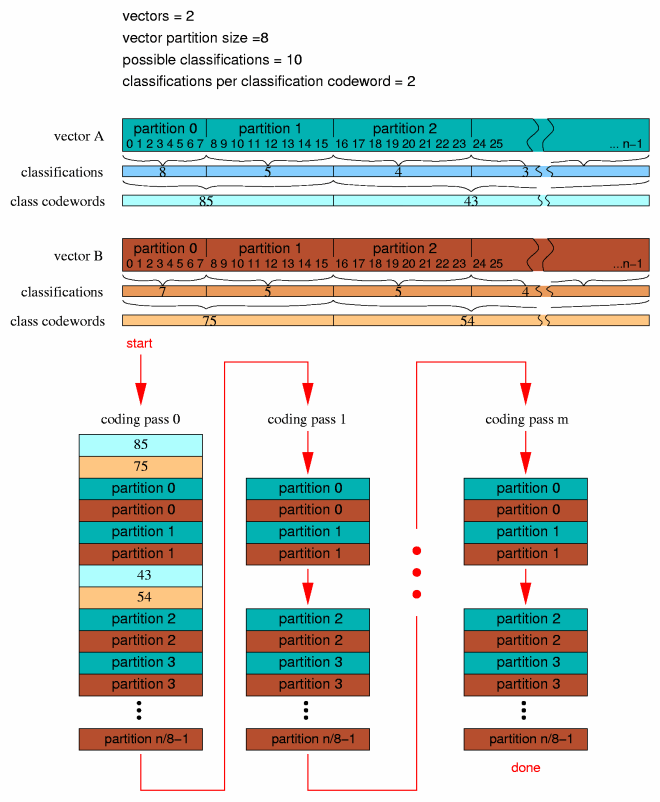 vectors = 2
vector partition size =8
possible classifications = 10
classifications per classification codeword = 2
vector A
partition 0 partition 1 partition 2
0 1 2 3 4 5 6 7 8 9 10 11 12 13 14 15 16 17 18 19 20 21 22 23 24 25 ... n−1
classifications 8 5 4 3
class codewords 85 43
vector B
partition 0 partition 1 partition 2
0 1 2 3 4 5 6 7 8 9 10 11 12 13 14 15 16 17 18 19 20 21 22 23 24 25 ...n−1
classifications 7 5 5 4
class codewords 75 54
start
coding pass 0 coding pass 1 coding pass m
85
75
partition 0 partition 0 partition 0
partition 0 partition 0 partition 0
partition 1 partition 1 partition 1
partition 1 partition 1 partition 1
43
54
partition 2 partition 2 partition 2
partition 2 partition 2 partition 2
partition 3 partition 3 partition 3
partition 3 partition 3 partition 3
partition n/8−1 partition n/8−1 partition n/8−1
done